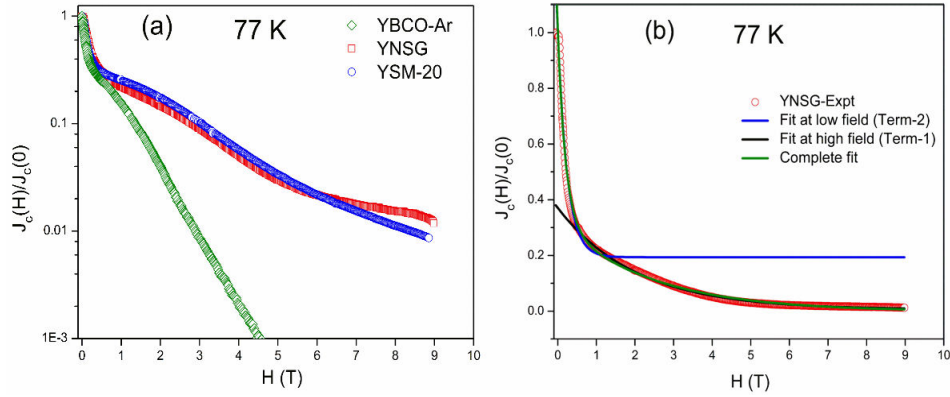 (a)
77 K
YBCO-Ar
YNSG
YSM-20
J_c(H)/J_c(0)
1
0.1
0.01
1E-3
0 1 2 3 4 5 6 7 8 9 10
H (T)
(b)
77 K
YNSG-Expt
Fit at low field (Term-2)
Fit at high field (Term-1)
Complete fit
J_c(H)/J_c(0)
1.0
0.8
0.6
0.4
0.2
0.0
0 1 2 3 4 5 6 7 8 9 10
H (T)